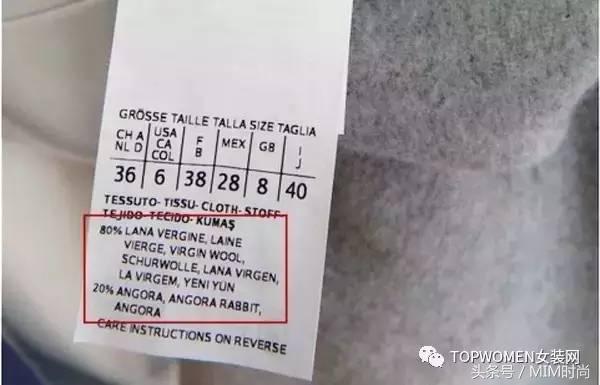 GRÖSSE TAILLE TALLA SIZE TAGLIA
CH A NL D USA CA COL F B MEX GB I J
36 6 38 28 8 40
TESSUTO-TISSU-CLOTH-STOFF
TEJIDO-TECIDO-KUMAŞ
80% LANA VERGINE, LAINE
VIERGE, VIRGIN WOOL,
SCHURWOLLE, LANA VIRGEN,
LA VIRGEM, YENI YÜN
20% ANGORA, ANGORA RABBIT,
ANGORA
CARE INSTRUCTIONS ON REVERSE
TOPWOMEN女装网
头条号 / MIM时尚